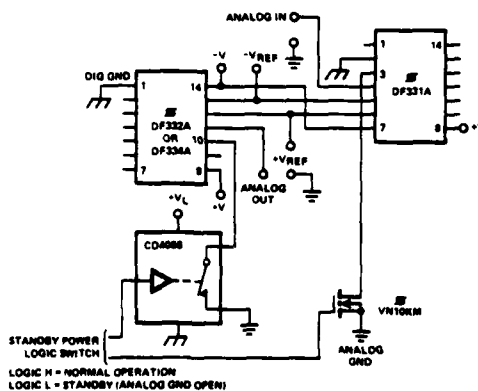 ANALOG IN
-V
-VREF
DIG GND
1
14
DF332A
OR
DF334A
10
7
8
+V
ANALOG
OUT
+VREF
1
14
3
DF331A
7
8
+
+VL
CD4066
VN10KM
ANALOG
GND
STANDBY POWER
LOGIC SWITCH
LOGIC H = NORMAL OPERATION
LOGIC L = STANDBY (ANALOG GND OPEN)